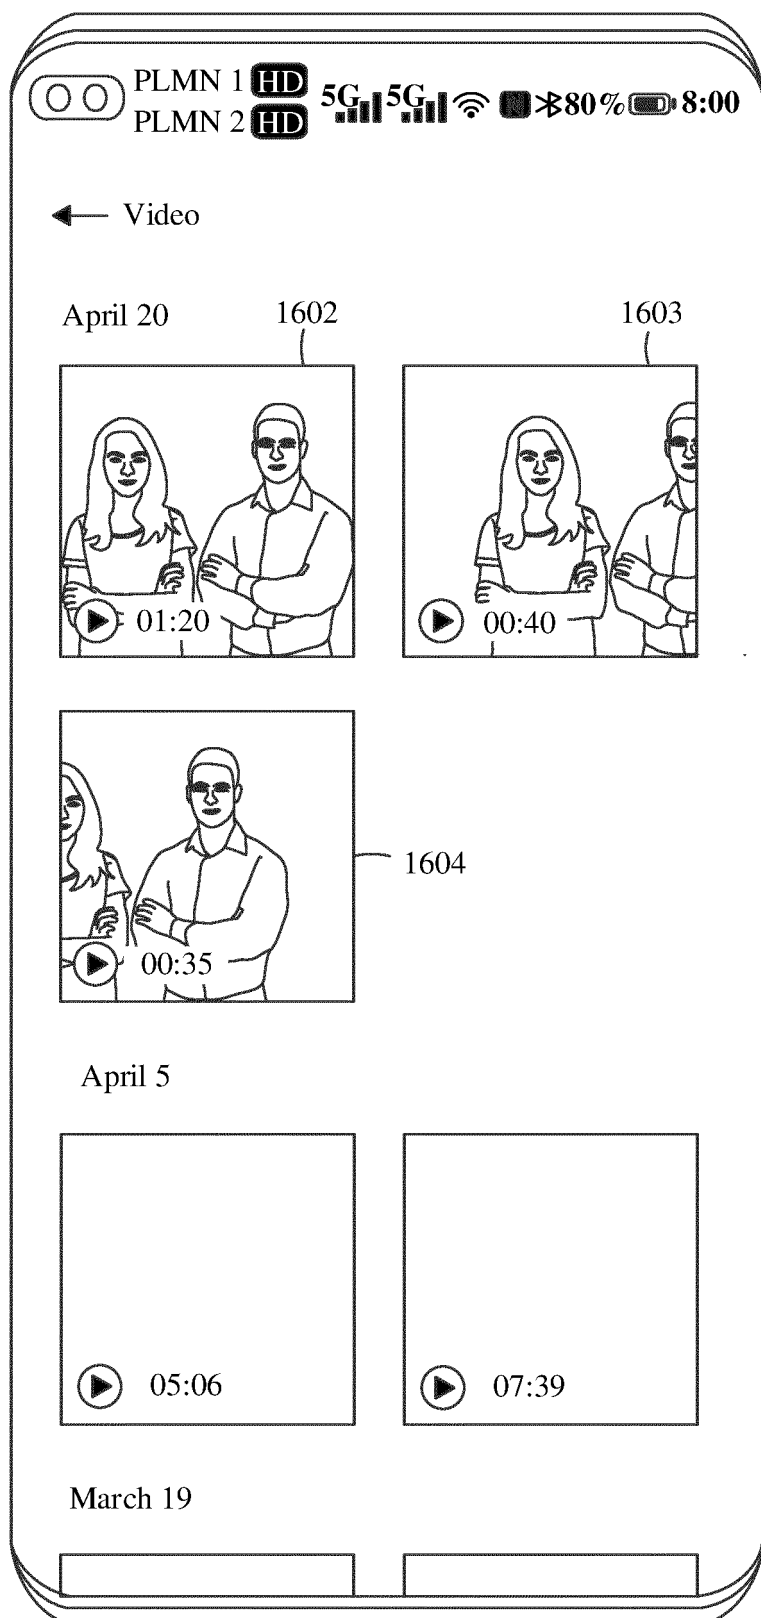 PLMN 1 HD
PLMN 2 HD
5G 5G 80% 8:00
Video
April 20
1602
1603
01:20
00:40
1604
00:35
April 5
05:06
07:39
March 19